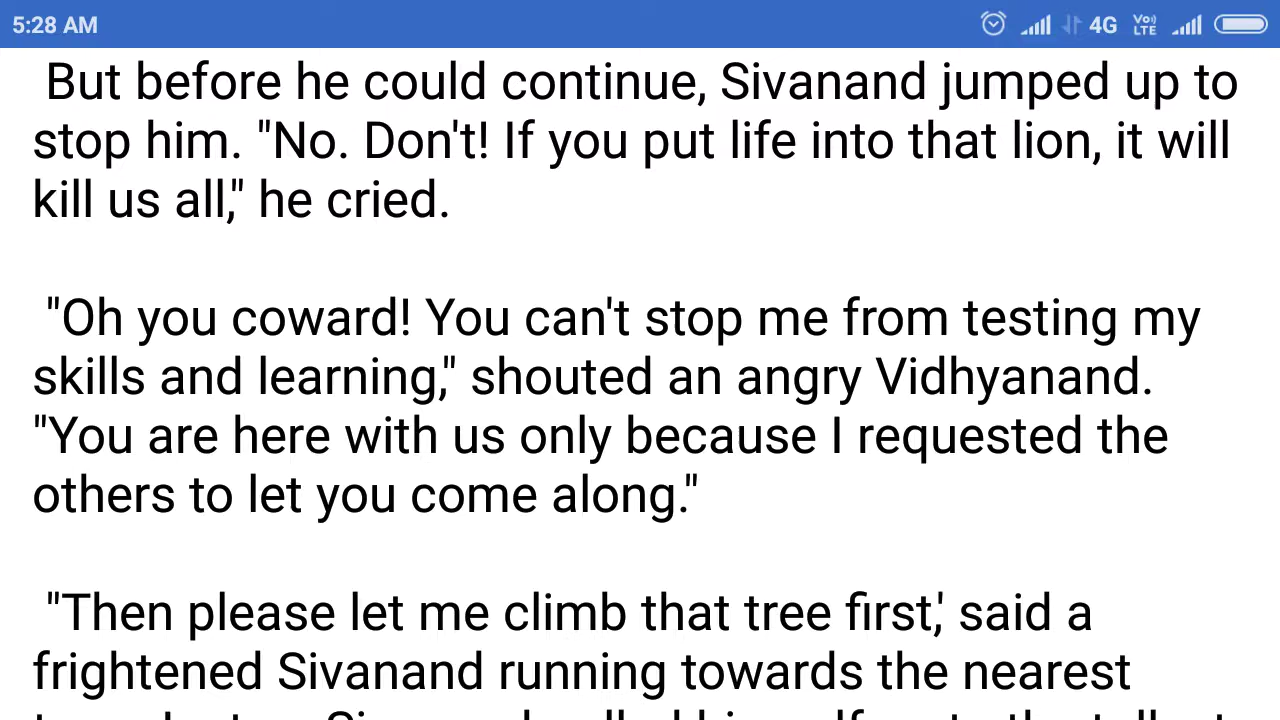 5:28 AM
4G
Vo))
LTE
But before he could continue, Sivanand jumped up to
stop him. "No. Don't! If you put life into that lion, it will
kill us all," he cried.
"Oh you coward! You can't stop me from testing my
skills and learning," shouted an angry Vidhyanand.
"You are here with us only because I requested the
others to let you come along."
"Then please let me climb that tree first,' said a
frightened Sivanand running towards the nearest